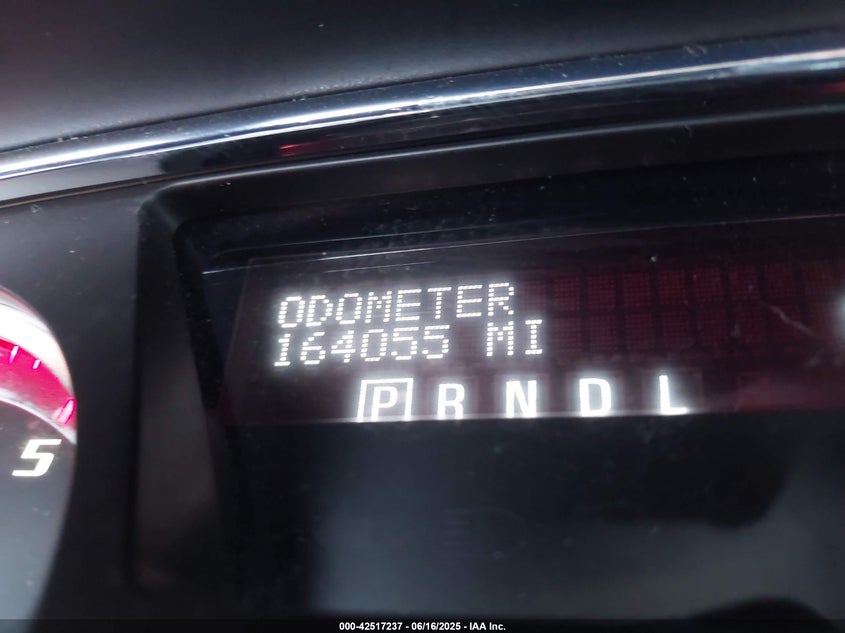 ODOMETER
164055 MI
P R N D L
5
000-42517237 - 06/16/2025 - IAA Inc.